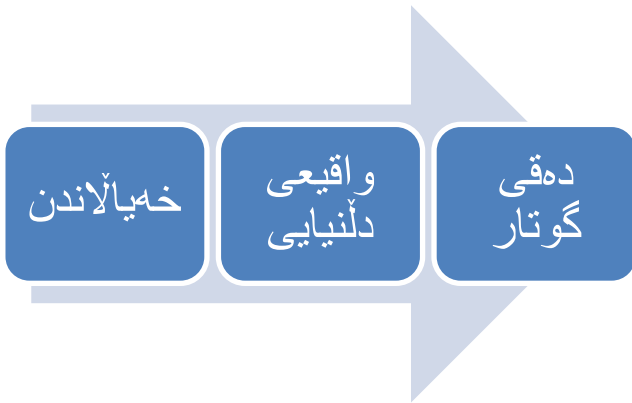 خەیاڵاندن
واقیعی
دڵنیایی
دەقی
گوتار